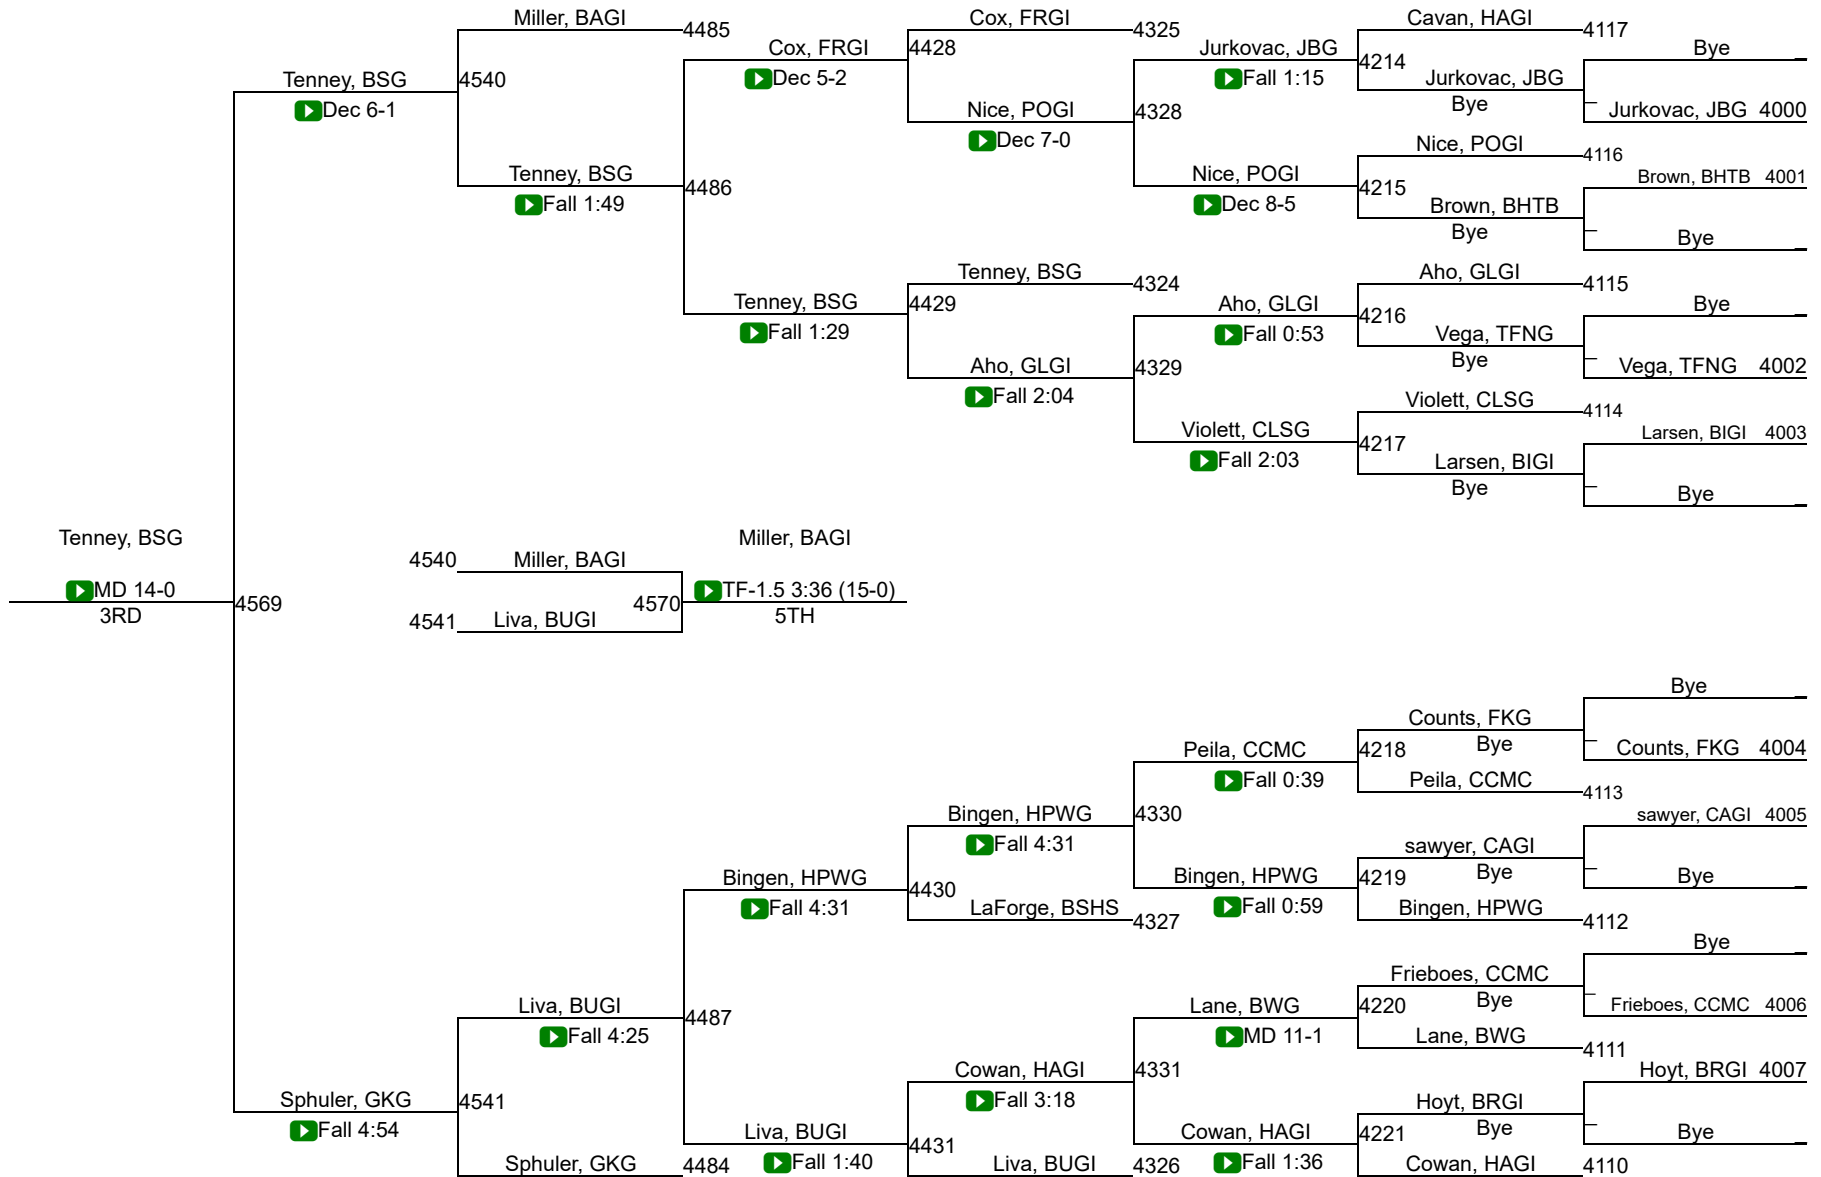 Miller, BAGI
4485
Cox, FRGI
4325
Cavan, HAGI
4117
Cox, FRGI
4428
Jurkovac, JBG
4214
Bye
Tenney, BSG
4540
Dec 5-2
Fall 1:15
Jurkovac, JBG
Bye
Dec 6-1
Nice, POGI
4328
Jurkovac, JBG 4000
Dec 7-0
Nice, POGI
4116
Tenney, BSG
4486
Nice, POGI
4215
Brown, BHTB 4001
Fall 1:49
Dec 8-5
Brown, BHTB
Bye
Bye
Tenney, BSG
4324
Aho, GLGI
4115
Tenney, BSG
4429
Aho, GLGI
4216
Bye
Fall 1:29
Fall 0:53
Vega, TFNG
Bye
Aho, GLGI
4329
Vega, TFNG 4002
Fall 2:04
Violett, CLSG
4114
Violett, CLSG
4217
Larsen, BIGI 4003
Fall 2:03
Larsen, BIGI
Bye
Bye
Tenney, BSG
Miller, BAGI
4540
Miller, BAGI
MD 14-0
4569
4570
TF-1.5 3:36 (15-0)
3RD
4541
Liva, BUGI
5TH
Bye
Counts, FKG
Bye
Peila, CCMC
4218
Counts, FKG 4004
Fall 0:39
Peila, CCMC
4113
Bingen, HPWG
4330
sawyer, CAGI 4005
Fall 4:31
sawyer, CAGI
Bye
Bingen, HPWG
4430
Bingen, HPWG
4219
Bye
Fall 4:31
LaForge, BSHS
4327
Fall 0:59
Bingen, HPWG
4112
Bye
Frieboes, CCMC
Bye
Liva, BUGI
4487
Lane, BWG
4220
Frieboes, CCMC 4006
Fall 4:25
MD 11-1
Lane, BWG
4111
Cowan, HAGI
4331
Hoyt, BRGI 4007
Sphuler, GKG
4541
Fall 3:18
Hoyt, BRGI
Bye
Fall 4:54
Liva, BUGI
4431
Cowan, HAGI
4221
Bye
Sphuler, GKG
4484
Fall 1:40
Liva, BUGI
4326
Fall 1:36
Cowan, HAGI
4110